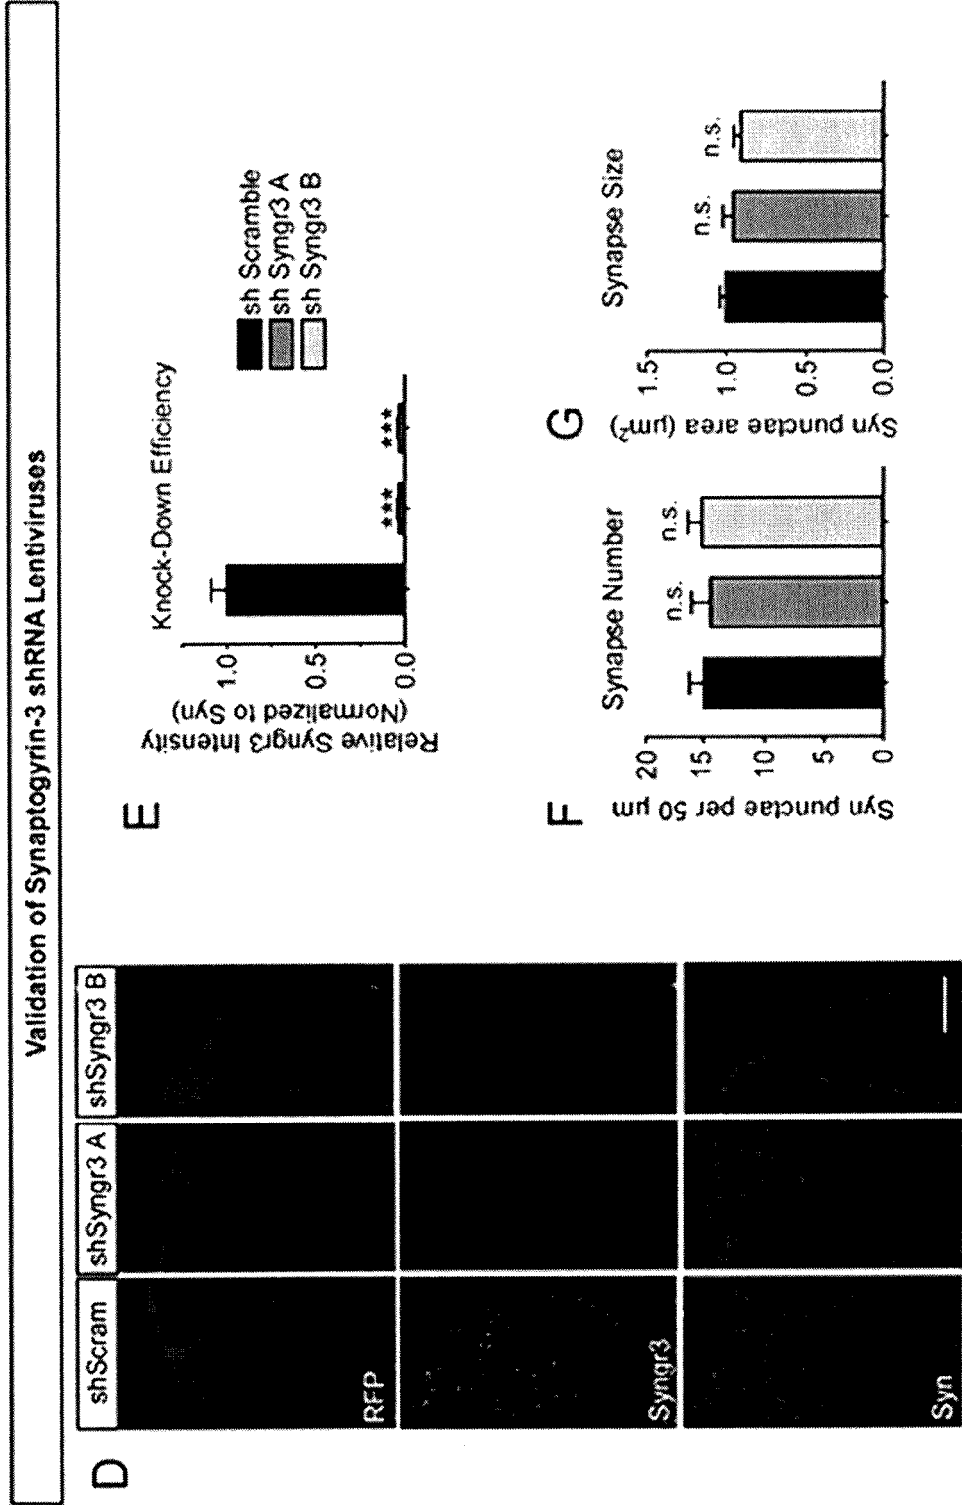 Validation of Synaptogyrin-3 shRNA Lentiviruses
D
shScram
shSyngr3 A
shSyngr3 B
RFP
Syngr3
Syn
E
Knock-Down Efficiency
Relative Syngr3 Intensity
(Normalized to Syn)
1.0
0.5
0.0
***
***
sh Scramble
sh Syngr3 A
sh Syngr3 B
F
Synapse Number
Syn punctae per 50 µm
20
15
10
5
0
n.s.
n.s.
G
Synapse Size
Syn punctae area (µm²)
1.5
1.0
0.5
0.0
n.s.
n.s.